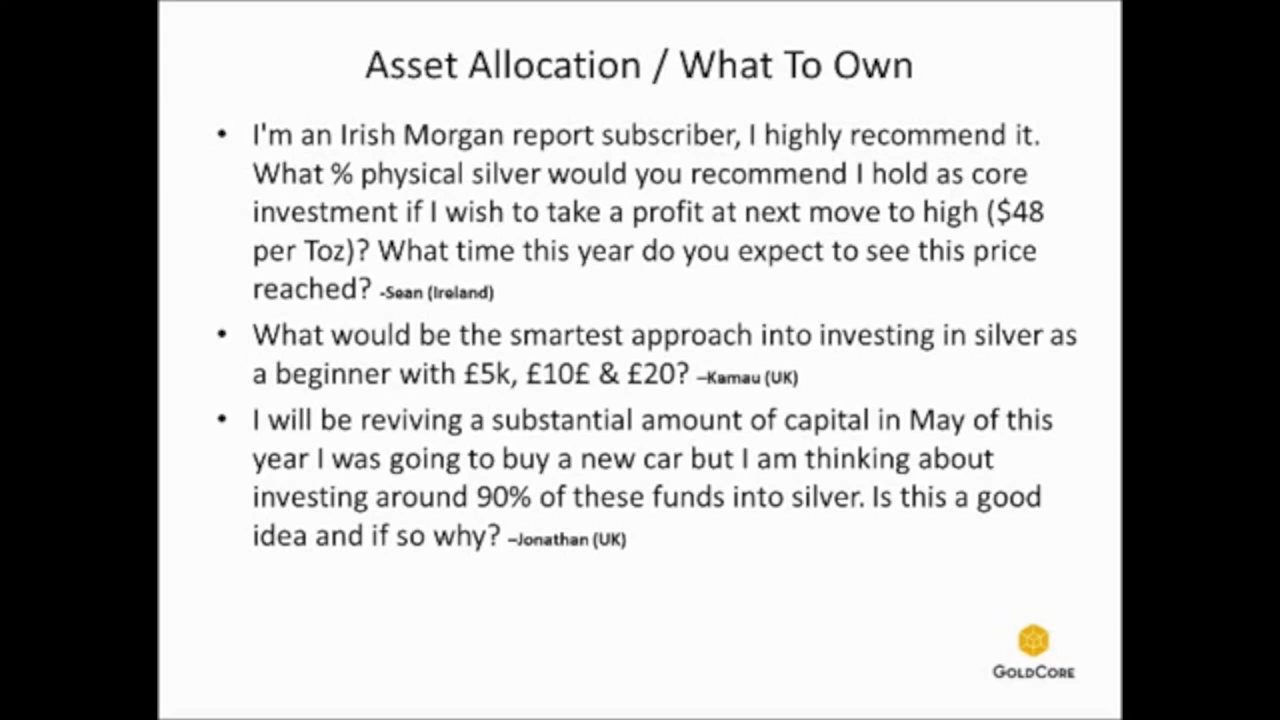 Asset Allocation / What To Own
• I'm an Irish Morgan report subscriber, I highly recommend it.
What % physical silver would you recommend I hold as core
investment if I wish to take a profit at next move to high ($48
per Toz)? What time this year do you expect to see this price
reached? -Sean (Ireland)
• What would be the smartest approach into investing in silver as
a beginner with £5k, £10£ & £20? –Kamau (UK)
• I will be reviving a substantial amount of capital in May of this
year I was going to buy a new car but I am thinking about
investing around 90% of these funds into silver. Is this a good
idea and if so why? –Jonathan (UK)
GOLDCORE